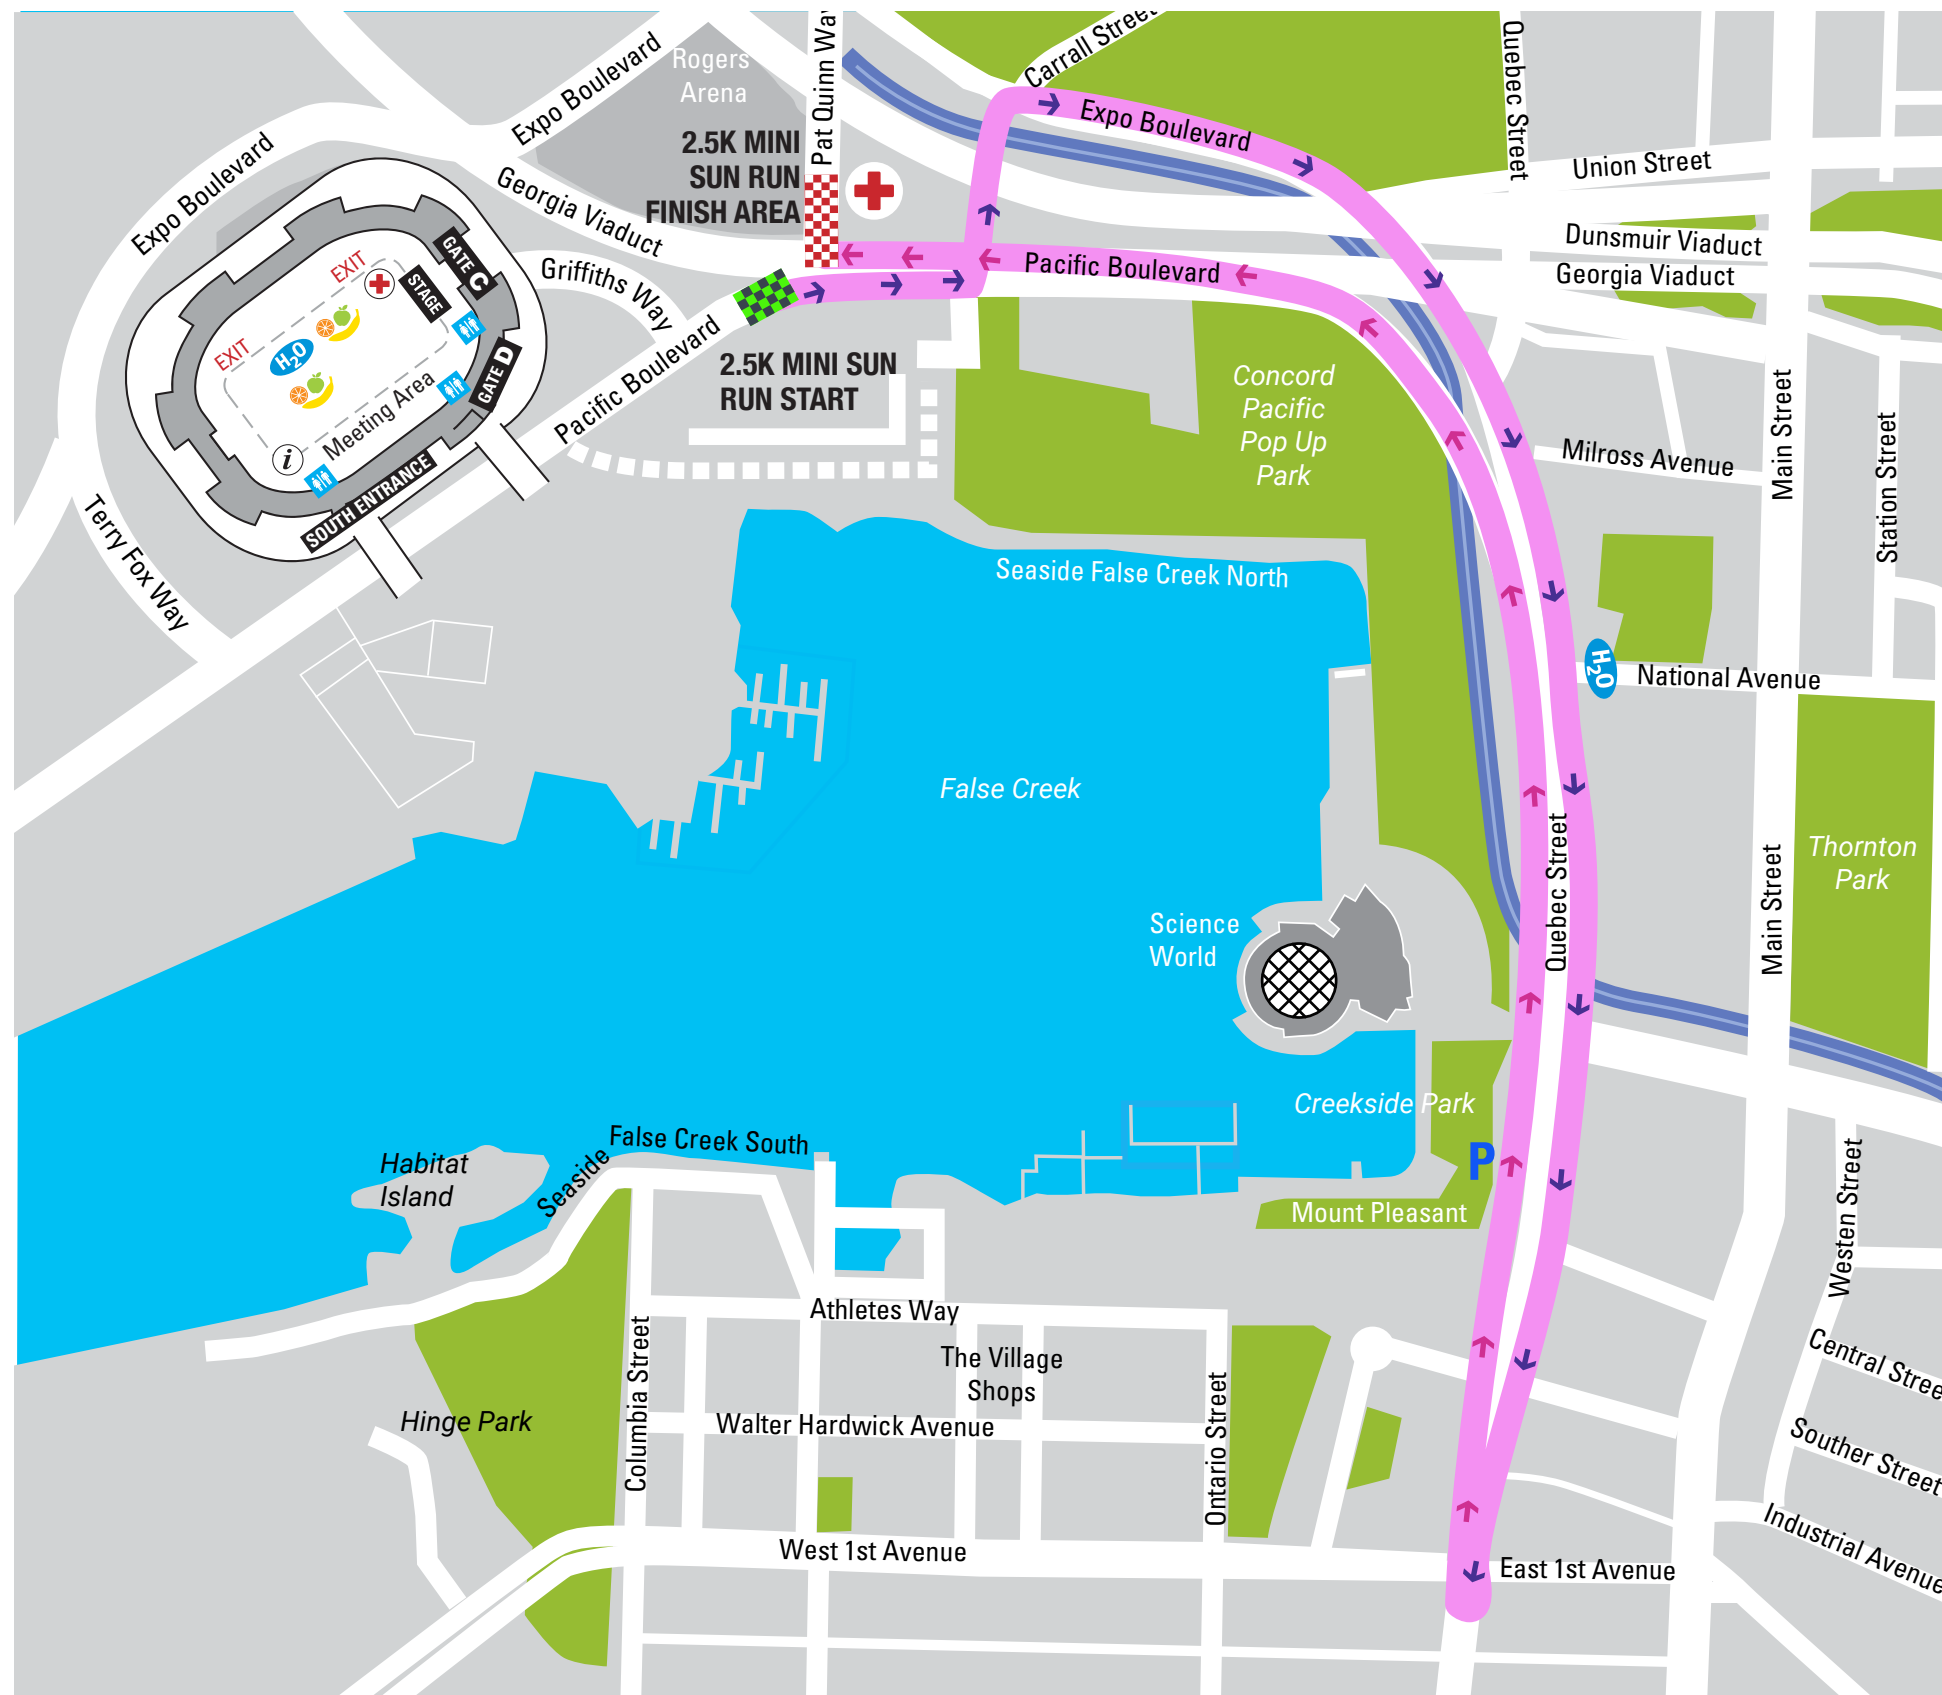 Rogers
Arena
Pat Quinn Wa
Carrall Street
Quebec Street
Expo Boulevard
Expo Boulevard
Expo Boulevard
Union Street
2.5K MINI
SUN RUN
FINISH AREA
Georgia Viaduct
Griffiths Way
Pacific Boulevard
Dunsmuir Viaduct
Georgia Viaduct
GATE C
STAGE
EXIT
EXIT
H2O
Meeting Area
GATE D
i
SOUTH ENTRANCE
Pacific Boulevard
2.5K MINI SUN
RUN START
Concord
Pacific
Pop Up
Park
Milross Avenue
Main Street
Station Street
Terry Fox Way
Seaside False Creek North
H2O
National Avenue
False Creek
Quebec Street
Main Street
Thornton
Park
Science
World
Creekside Park
P
Mount Pleasant
Habitat
Island
Seaside
False Creek South
Westen Street
Athletes Way
The Village
Shops
Columbia Street
Walter Hardwick Avenue
Ontario Street
Hinge Park
Central Stree
Souther Street
Industrial Avenue
West 1st Avenue
East 1st Avenue